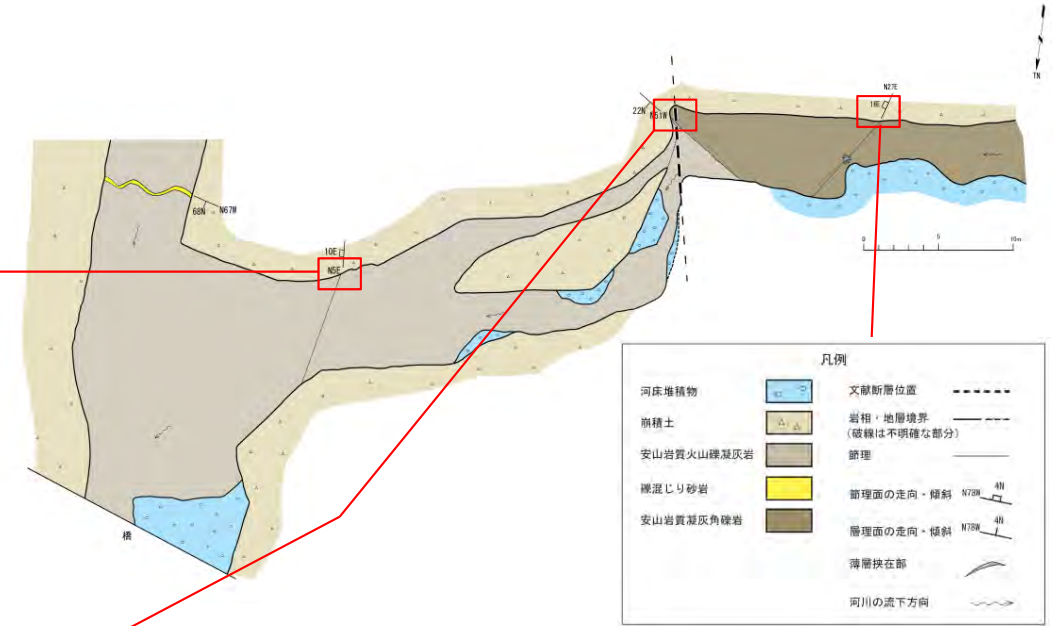 TN
N27E
18E
22N
N51W
68N
N67W
10E
N5E
0
5
10m
橋
凡例
河床堆積物
崩積土
安山岩質火山礫凝灰岩
礫混じり砂岩
安山岩質凝灰角礫岩
文献断層位置
岩相・地層境界
(破線は不明確な部分)
節理
節理面の走向・傾斜
N78W
4N
層理面の走向・傾斜
N78W
4N
薄層挟在部
河川の流下方向